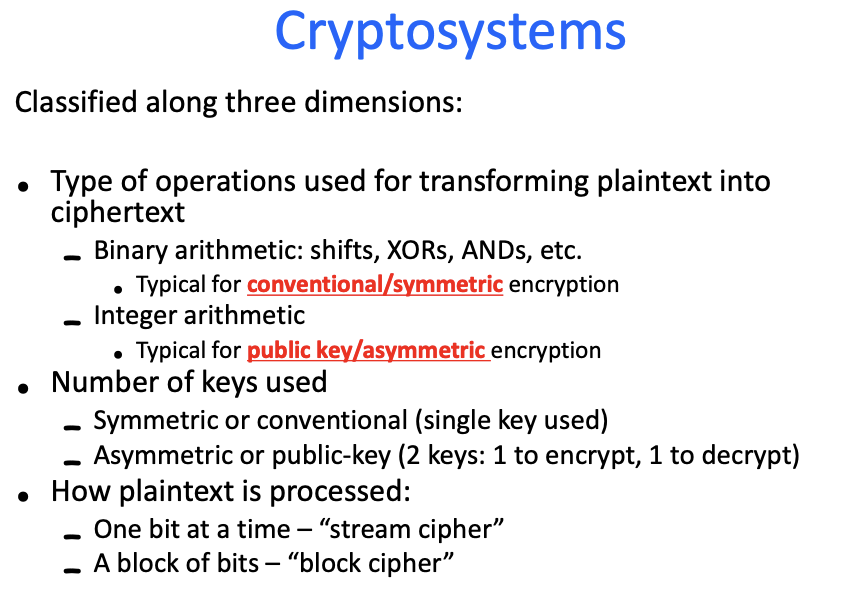 Cryptosystems
Classified along three dimensions:
• Type of operations used for transforming plaintext into
ciphertext
– Binary arithmetic: shifts, XORs, ANDs, etc.
• Typical for conventional/symmetric encryption
– Integer arithmetic
• Typical for public key/asymmetric encryption
• Number of keys used
– Symmetric or conventional (single key used)
– Asymmetric or public-key (2 keys: 1 to encrypt, 1 to decrypt)
• How plaintext is processed:
– One bit at a time – “stream cipher”
– A block of bits – “block cipher”